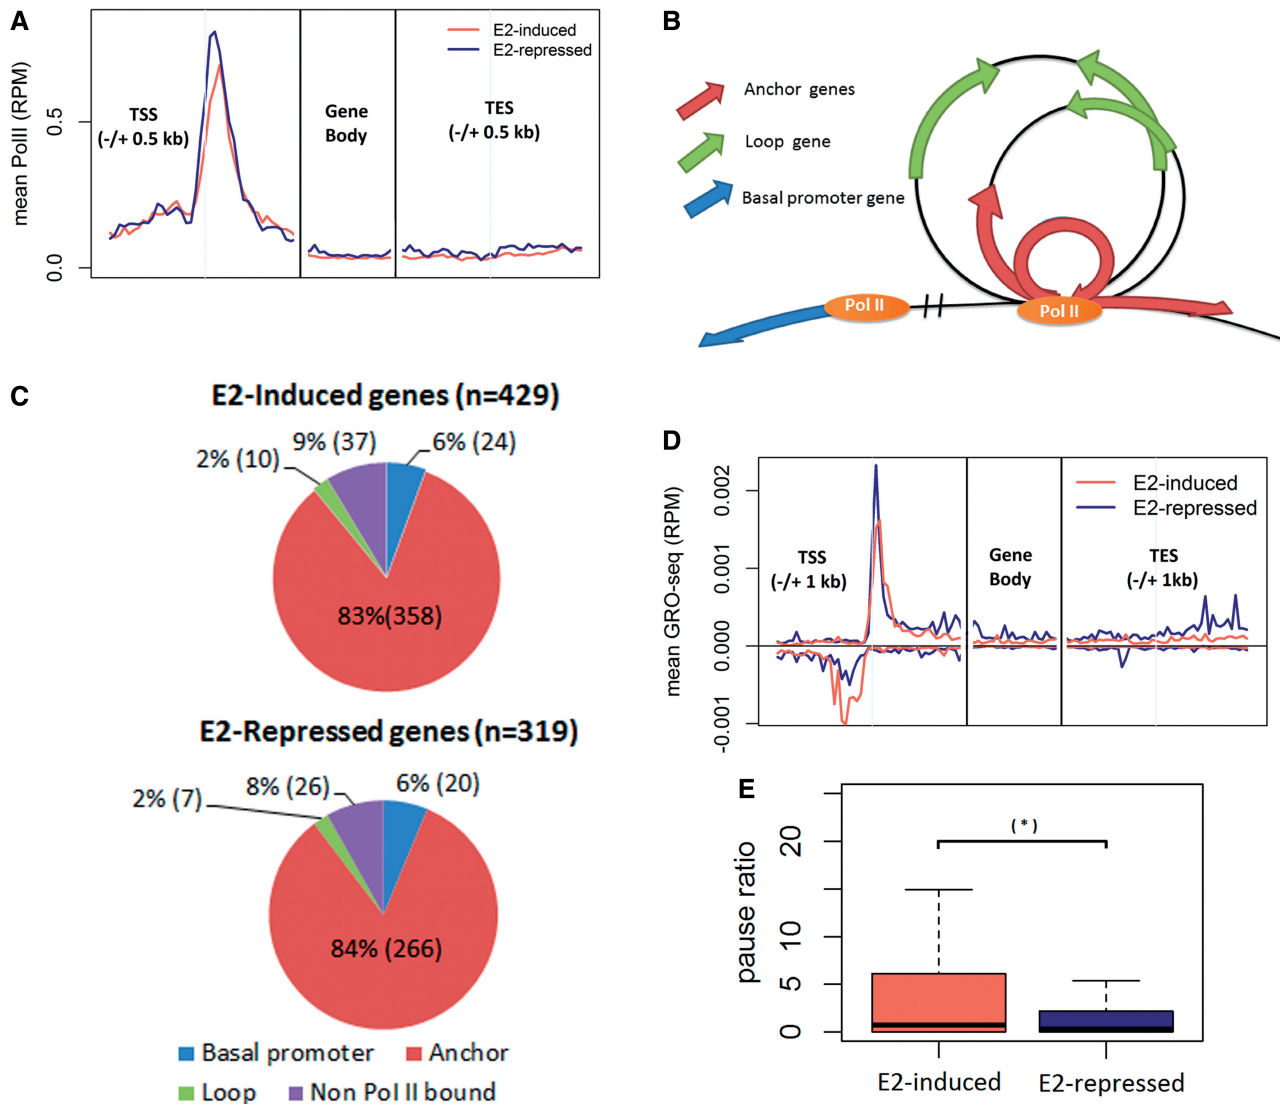 A
mean PolII (RPM)
0.5
0.0
TSS
(-/+ 0.5 kb)
Gene
Body
TES
(-/+ 0.5 kb)
E2-induced
E2-repressed
B
Anchor genes
Loop gene
Basal promoter gene
Pol II
Pol II
C
E2-Induced genes (n=429)
9% (37)
6% (24)
2% (10)
83%(358)
E2-Repressed genes (n=319)
8% (26)
6% (20)
2% (7)
84% (266)
Basal promoter
Anchor
Loop
Non Pol II bound
D
mean GRO-seq (RPM)
0.002
0.001
0.000
-0.001
TSS
(-/+ 1 kb)
Gene
Body
TES
(-/+ 1kb)
E2-induced
E2-repressed
E
pause ratio
20
10
5
0
(*)
E2-induced
E2-repressed